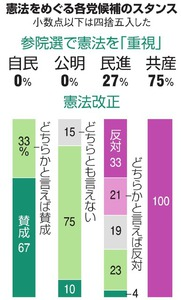 憲法をめぐる各党候補のスタンス
小数点以下は四捨五入した
参院選で憲法を「重視」
自民 公明 民進 共産
0% 0% 27% 75%
憲法改正
33%
どちらかと言えば賛成
賛成
67
15
どちらとも言えない
75
10
反対
33
21
どちらかと言えば反対
19
23
4
100